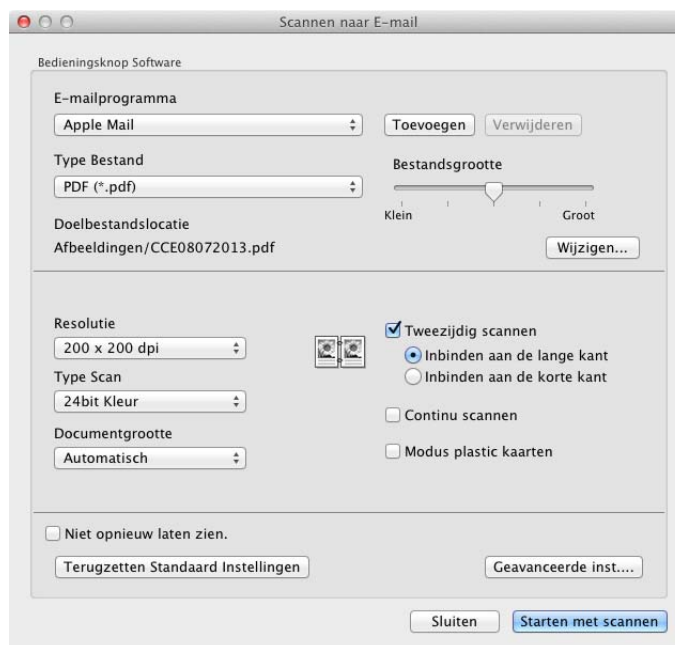 Scannen naar E-mail
Bedieningsknop Software
E-mailprogramma
Apple Mail
Toevoegen
Verwijderen
Type Bestand
PDF (*.pdf)
Bestandsgrootte
Klein
Groot
Doelbestandslocatie
Afbeeldingen/CCE08072013.pdf
Wijzigen...
Resolutie
200 x 200 dpi
Type Scan
24bit Kleur
Documentgrootte
Automatisch
Tweezijdig scannen
Inbinden aan de lange kant
Inbinden aan de korte kant
Continu scannen
Modus plastic kaarten
Niet opnieuw laten zien.
Terugzetten Standaard Instellingen
Geavanceerde inst....
Sluiten
Starten met scannen